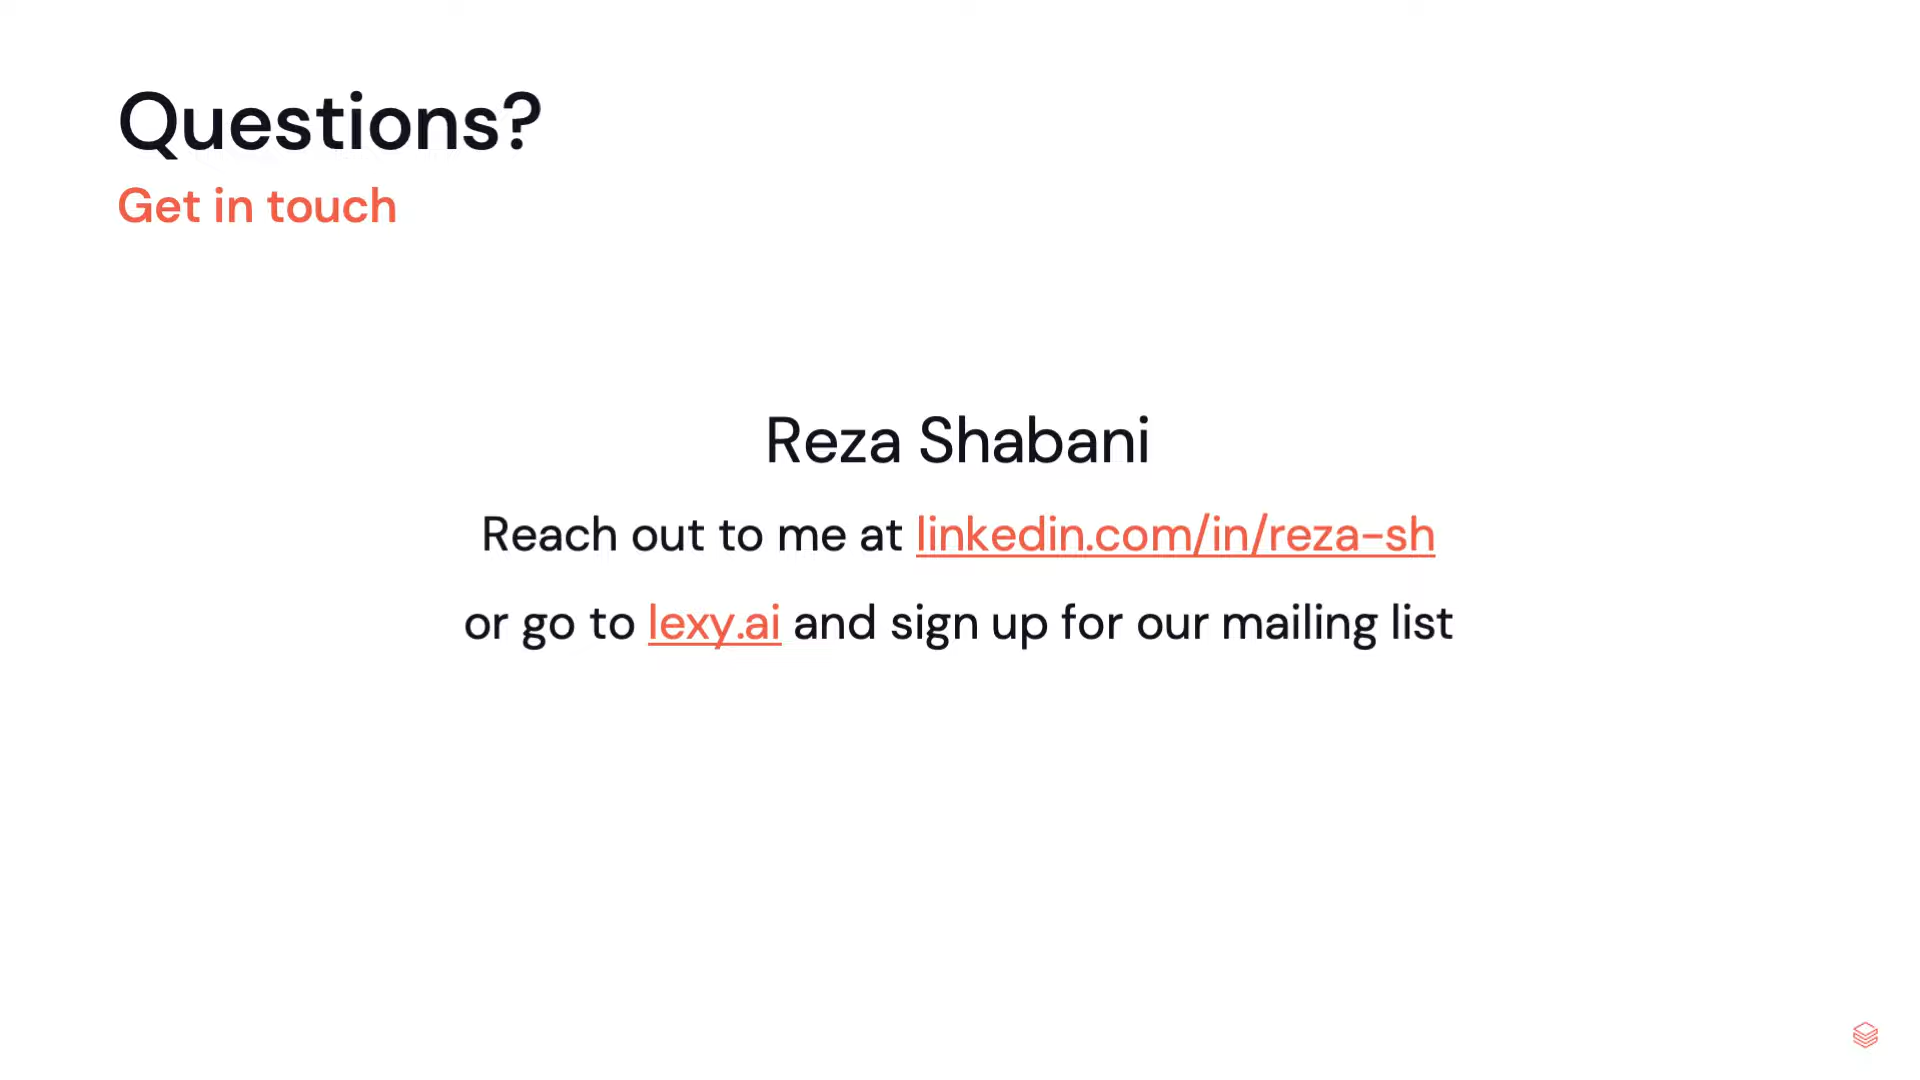 Questions?
Get in touch
Reza Shabani
Reach out to me at linkedin.com/in/reza-sh
or go to lexy.ai and sign up for our mailing list